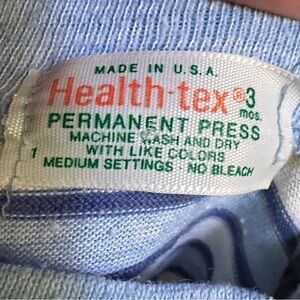 MADE IN U.S.A.
Health-tex® 3 mos.
PERMANENT PRESS
MACHINE WASH AND DRY
1 WITH LIKE COLORS
MEDIUM SETTINGS NO BLEACH